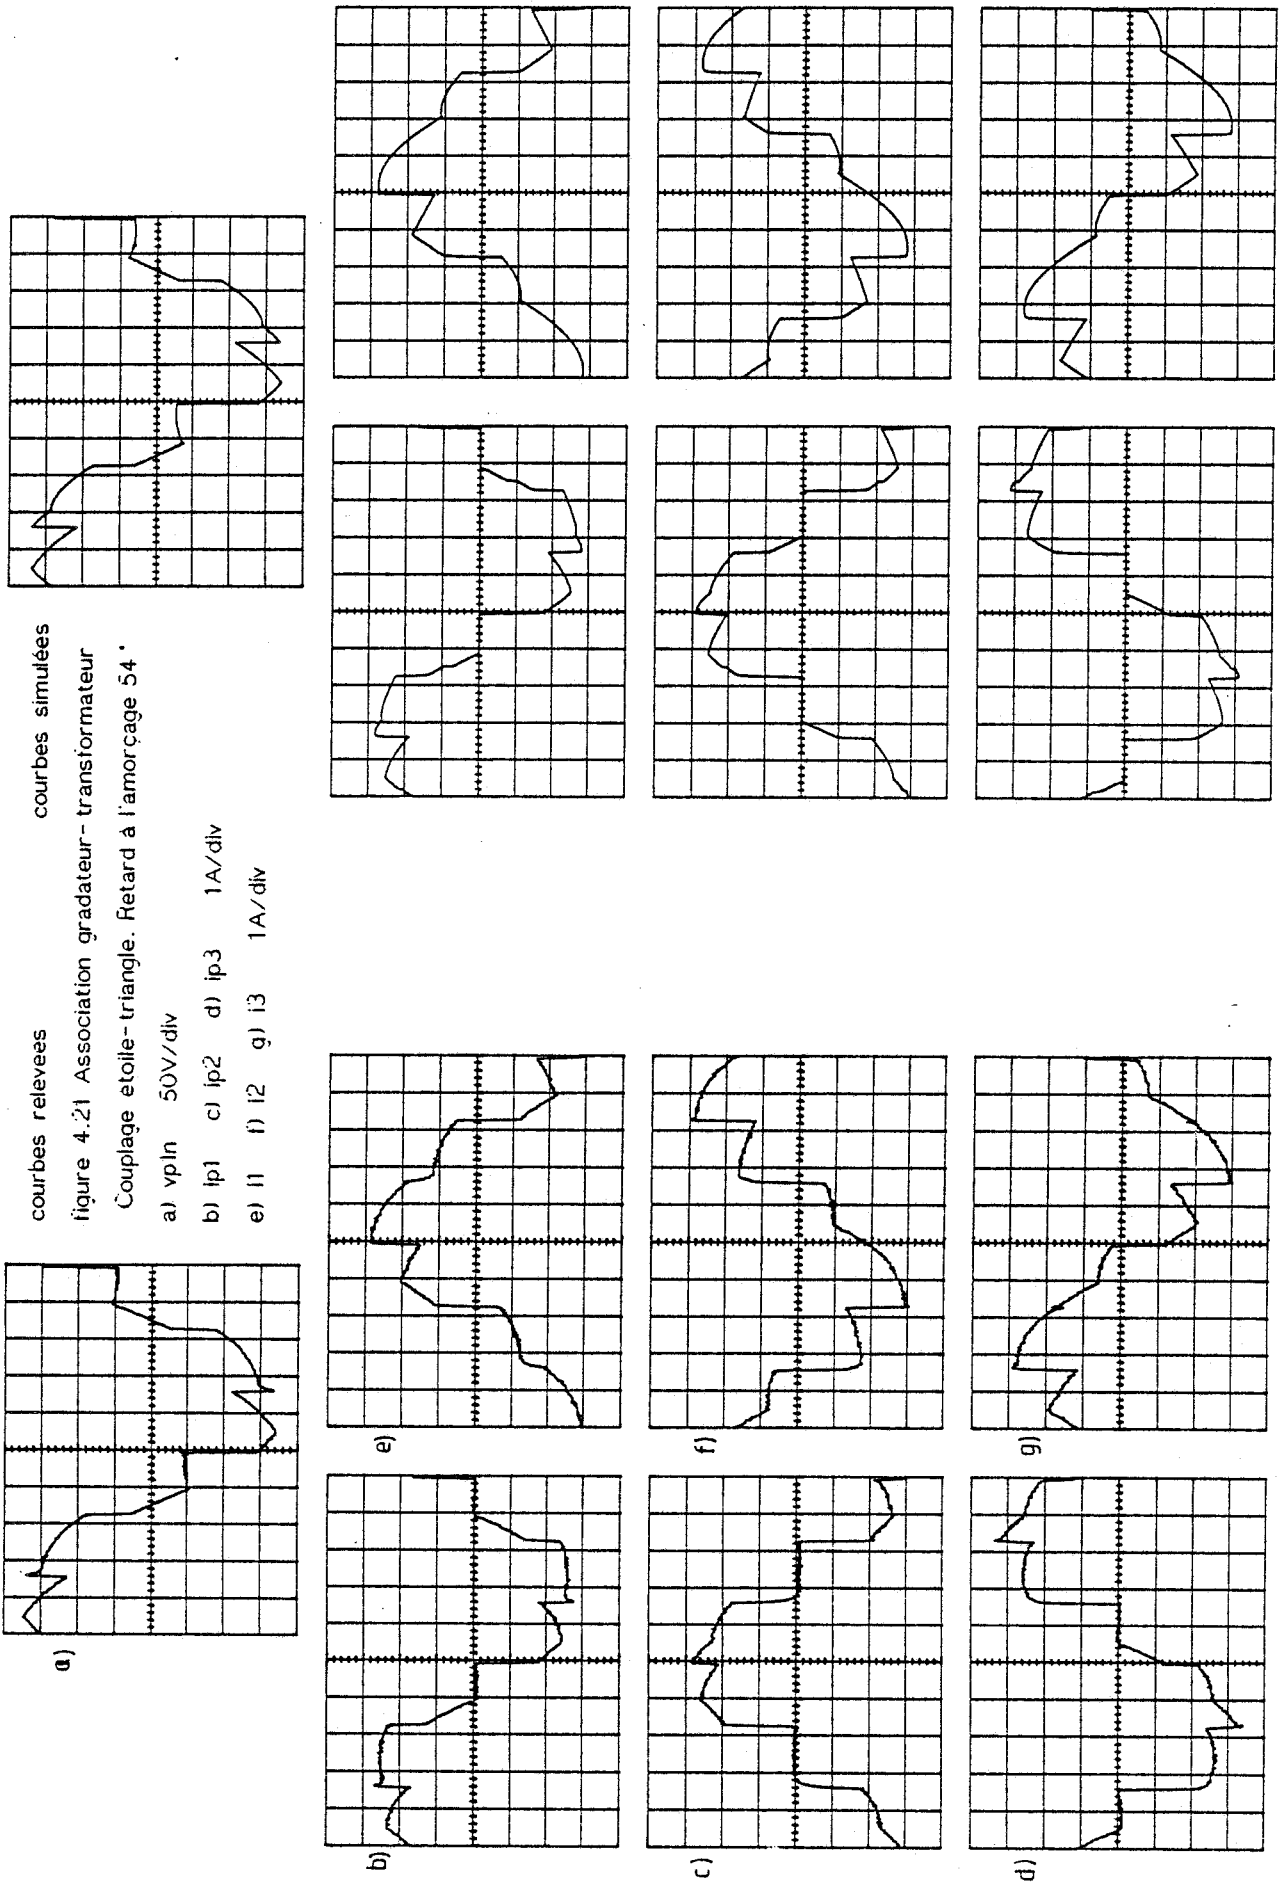 courbes relevees courbes simulées
figure 4.21 Association gradateur-transformateur
Couplage etoile-triangle. Retard à l'amorçage 54°
a) vp1n 50V/div
b) ip1 c) ip2 d) ip3 1A/div
e) i1 f) i2 g) i3 1A/div
a)
b)
e)
c)
f)
d)
g)